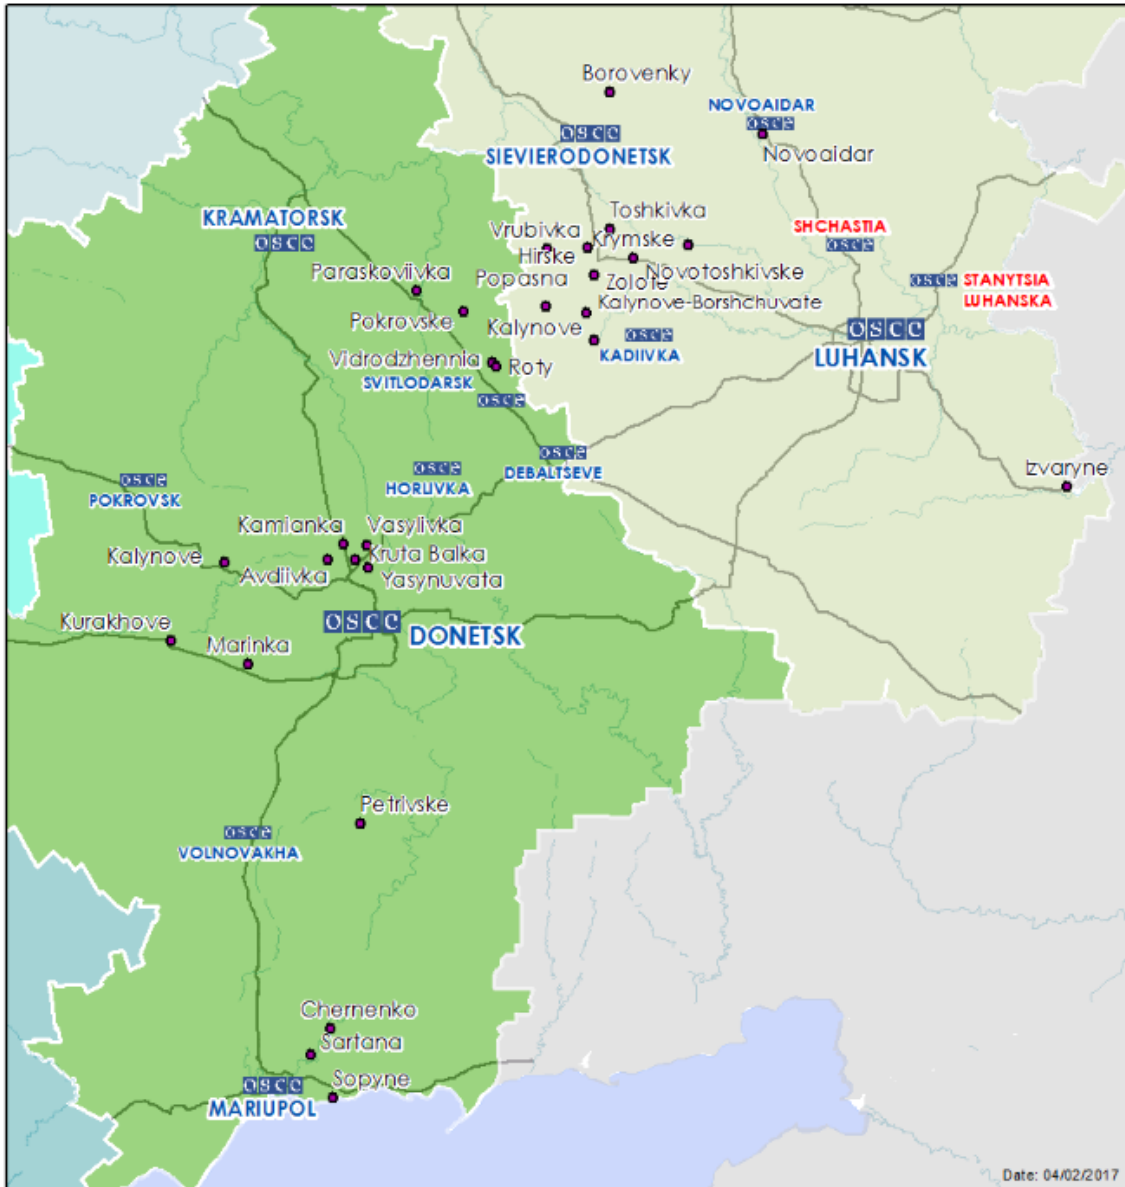 Borovenky
NOVOAIDAR
osce
osce
SIEVIERODONETSK
Novoaidar
KRAMATORSK
osce
Toshkivka
Vrubivka
Krymske
SHCHASTIA
osce
Hirske
Novotoshkivske
Paraskoviivka
Popasna
Zolote
osce
STANYTSIA
LUHANSKA
Pokrovske
Kalynove
Kalynove-Borshchuvate
osce
KADIIVKA
osce
LUHANSK
Vidrodzhennia
Roty
SVITLODARSK
osce
osce
DEBALTSEVE
osce
HORLIVKA
osce
POKROVSK
Izvaryne
Kamianka
Vasylivka
Kalynove
Avdiivka
Kruta Balka
Yasynuvata
Kurakhove
osce
DONETSK
Marinka
Petrivske
osce
VOLNOVAKHA
Chernenko
Sartana
osce
Sopyne
MARIUPOL
Date: 04/02/2017